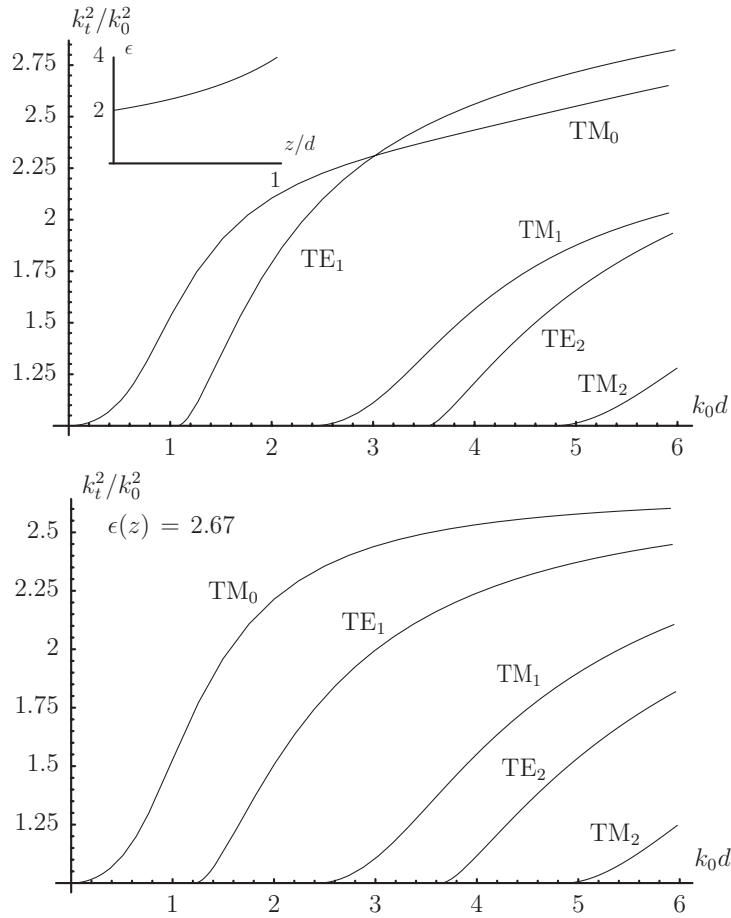 k_t^2/k_0^2
2.75
2.5
2.25
2
1.75
1.5
1.25
4
2
ϵ
z/d
1
TM_0
TE_1
TM_1
TE_2
TM_2
k_0d
1 2 3 4 5 6
k_t^2/k_0^2
ϵ(z) = 2.67
2.5
2.25
2
1.75
1.5
1.25
TM_0
TE_1
TM_1
TE_2
TM_2
k_0d
1 2 3 4 5 6